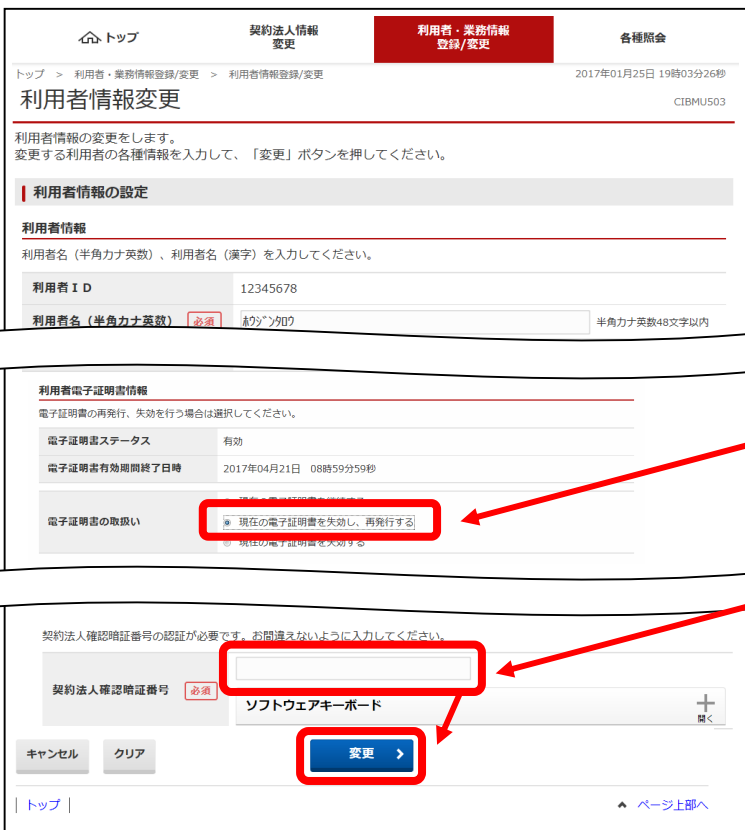 トップ
契約法人情報
変更
利用者・業務情報
登録/変更
各種照会
トップ > 利用者・業務情報登録/変更 > 利用者情報登録/変更
2017年01月25日 19時03分26秒
利用者情報変更
CIBMU503
利用者情報の変更をします。
変更する利用者の各種情報を入力して、「変更」ボタンを押してください。
利用者情報の設定
利用者情報
利用者名（半角カナ英数）、利用者名（漢字）を入力してください。
利用者ＩＤ 12345678
利用者名（半角カナ英数） 必須 ﾎｳｼﾞﾝﾀﾛｳ 半角カナ英数48文字以内
利用者電子証明書情報
電子証明書の再発行、失効を行う場合は選択してください。
電子証明書ステータス 有効
電子証明書有効期間終了日時 2017年04月21日 08時59分59秒
電子証明書の取扱い
現在の電子証明書を失効し、再発行する
現在の電子証明書を失効する
契約法人確認暗証番号の認証が必要です。お間違えないように入力してください。
契約法人確認暗証番号 必須
ソフトウェアキーボード
開く
キャンセル クリア 変更
トップ
ページ上部へ